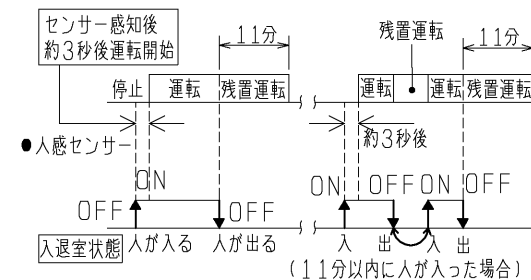 センサー感知後
約3秒後運転開始
11分
残置運転
11分
停止 運転 残置運転
運転 運転 残置運転
●人感センサー
約3秒後
ON
OFF
OFF
ON OFF ON OFF
入退室状態 人が入る 人が出る 入 出 入 出
(11分以内に人が入った場合)